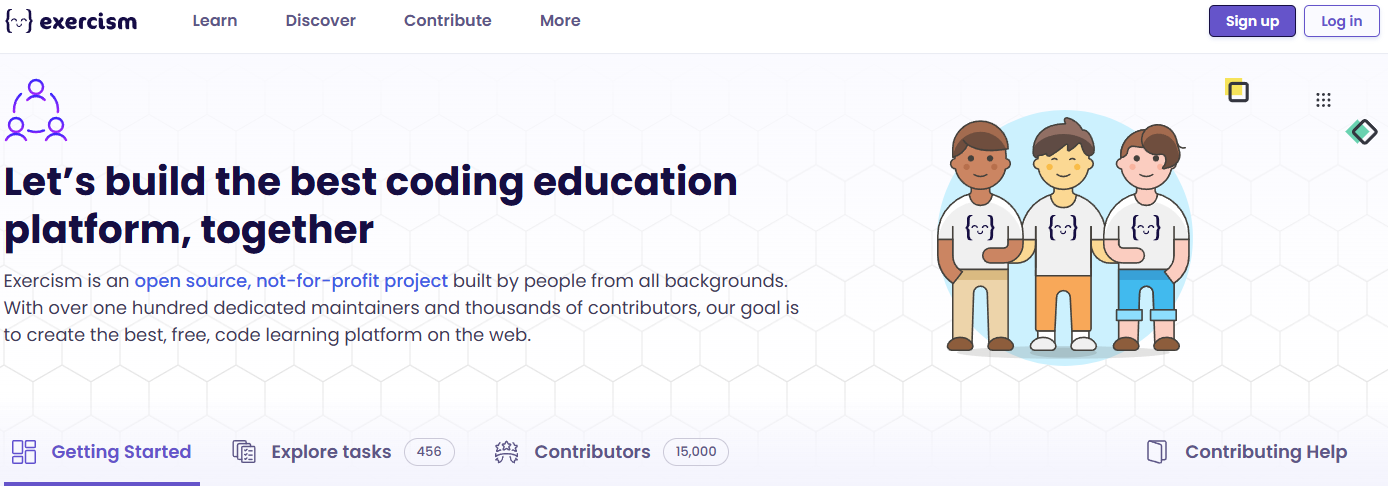 exercism
Learn
Discover
Contribute
More
Sign up
Log in
Let’s build the best coding education
platform, together
Exercism is an open source, not-for-profit project built by people from all backgrounds.
With over one hundred dedicated maintainers and thousands of contributors, our goal is
to create the best, free, code learning platform on the web.
Getting Started
Explore tasks 456
Contributors 15,000
Contributing Help